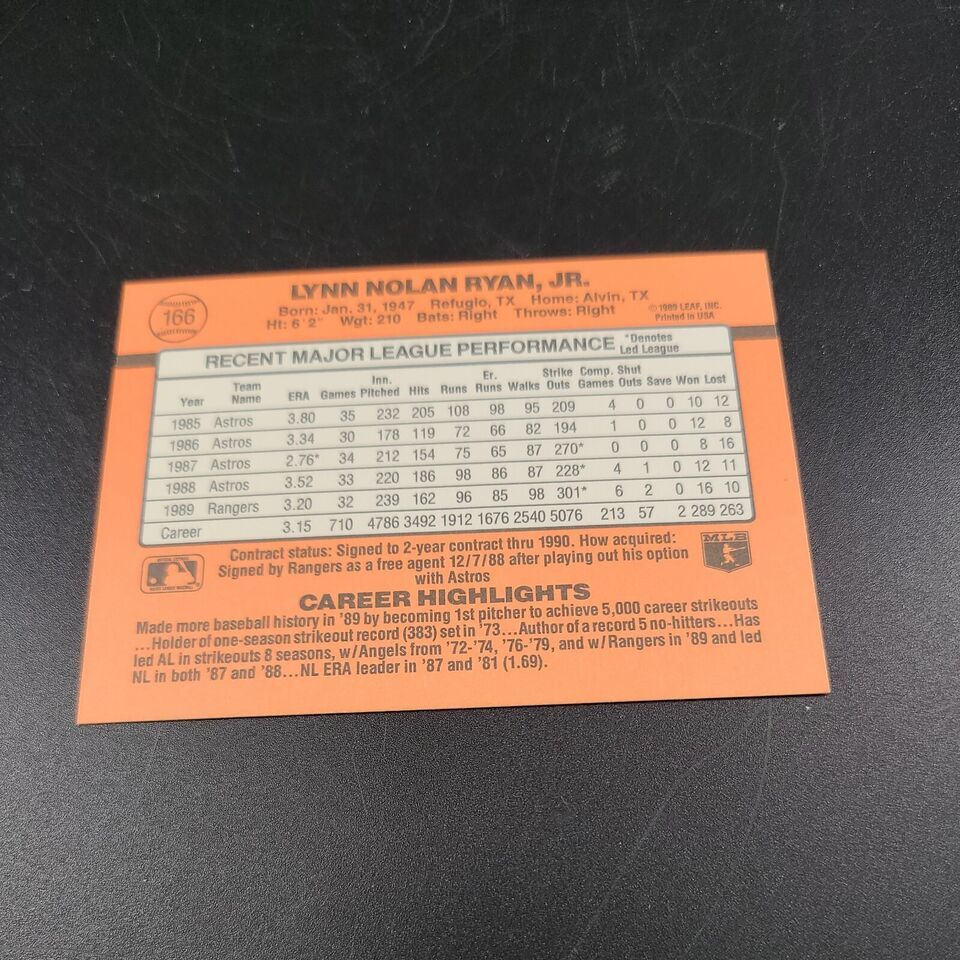 166
LYNN NOLAN RYAN, JR.
Born: Jan. 31, 1947 Refugio, TX Home: Alvin, TX
Ht: 6'2" Wgt: 210 Bats: Right Throws: Right
© 1989 LEAF, INC.
Printed in USA
RECENT MAJOR LEAGUE PERFORMANCE *Denotes Led League
Year Team Name ERA Games Inn. Pitched Hits Runs Er. Runs Walks Strike Outs Comp. Games Shut Outs Save Won Lost
1985 Astros 3.80 35 232 205 108 98 95 209 4 0 0 10 12
1986 Astros 3.34 30 178 119 72 66 82 194 1 0 0 12 8
1987 Astros 2.76* 34 212 154 75 65 87 270* 0 0 0 8 16
1988 Astros 3.52 33 220 186 98 86 87 228* 4 1 0 12 11
1989 Rangers 3.20 32 239 162 96 85 98 301* 6 2 0 16 10
Career 3.15 710 4786 3492 1912 1676 2540 5076 213 57 2 289 263
Contract status: Signed to 2-year contract thru 1990. How acquired:
Signed by Rangers as a free agent 12/7/88 after playing out his option
with Astros
MLB
CAREER HIGHLIGHTS
Made more baseball history in '89 by becoming 1st pitcher to achieve 5,000 career strikeouts
...Holder of one-season strikeout record (383) set in '73...Author of a record 5 no-hitters...Has
led AL in strikeouts 8 seasons, w/Angels from '72-'74, '76-'79, and w/Rangers in '89 and led
NL in both '87 and '88...NL ERA leader in '87 and '81 (1.69).